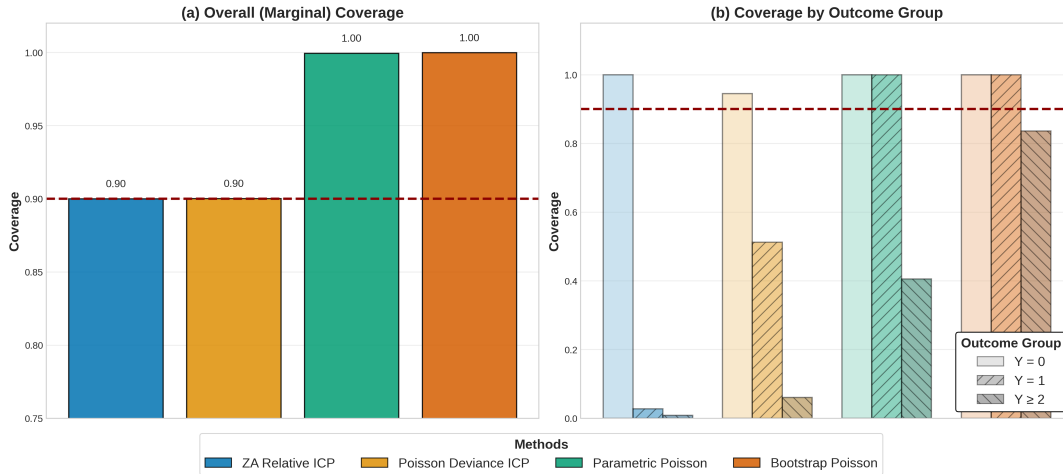 (a) Overall (Marginal) Coverage
1.00
0.95
0.90
0.85
0.80
0.75
Coverage
0.90
0.90
1.00
1.00
(b) Coverage by Outcome Group
1.0
0.8
0.6
0.4
0.2
0.0
Coverage
Outcome Group
Y = 0
Y = 1
Y ≥ 2
Methods
ZA Relative ICP
Poisson Deviance ICP
Parametric Poisson
Bootstrap Poisson